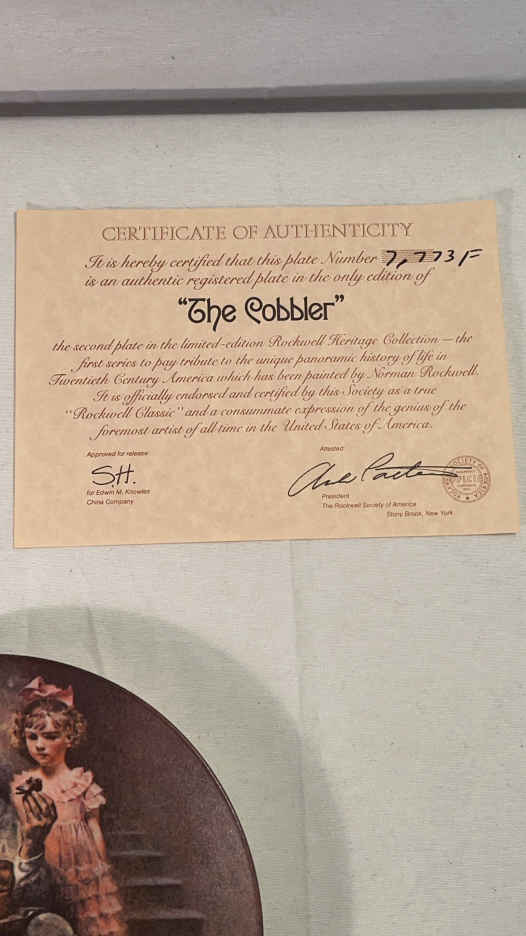 CERTIFICATE OF AUTHENTICITY
It is hereby certified that this plate Number 7,773F
is an authentic registered plate in the only edition of
"The Cobbler"
the second plate in the limited-edition Rockwell Heritage Collection — the
first series to pay tribute to the unique panoramic history of life in
Twentieth Century America which has been painted by Norman Rockwell.
It is officially endorsed and certified by this Society as a true
"Rockwell Classic" and a consummate expression of the genius of the
foremost artist of all time in the United States of America.
Approved for release:
S.H.
for Edwin M. Knowles
China Company
Attested:
President
The Rockwell Society of America
Stony Brook, New York